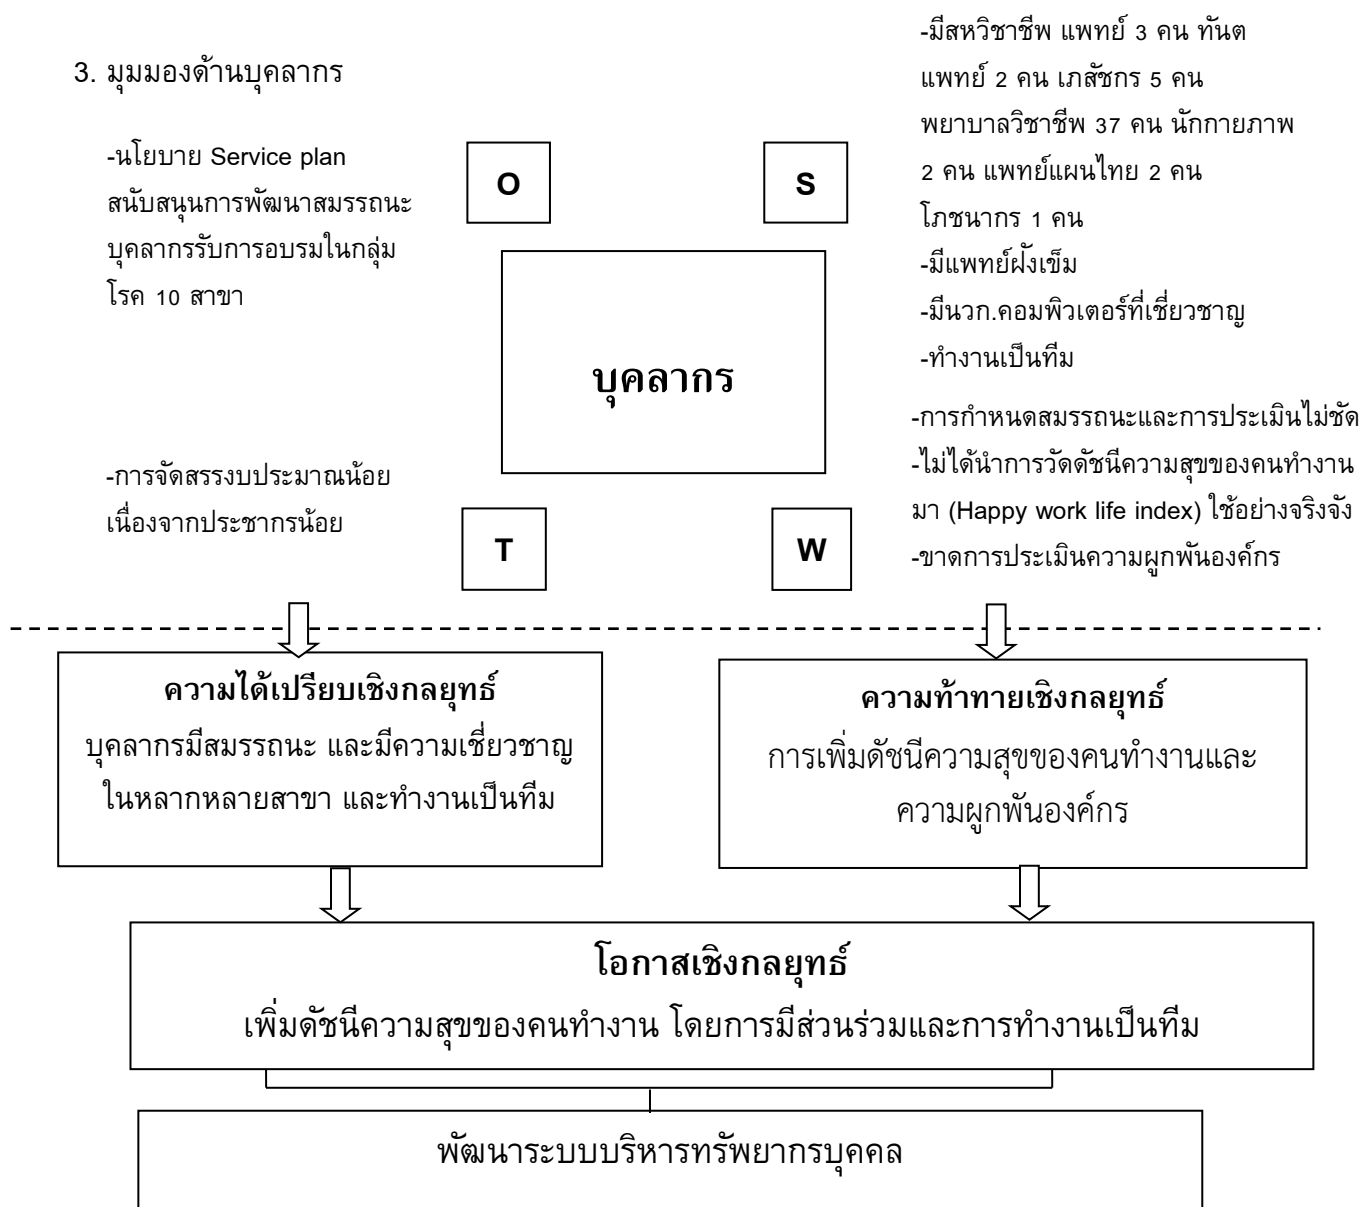 3. มุมมองด้านบุคลากร
-นโยบาย Service plan
สนับสนุนการพัฒนาสมรรถนะ
บุคลากรรับการอบรมในกลุ่ม
โรค 10 สาขา
O
S
-มีสหวิชาชีพ แพทย์ 3 คน ทันต
แพทย์ 2 คน เภสัชกร 5 คน
พยาบาลวิชาชีพ 37 คน นักกายภาพ
2 คน แพทย์แผนไทย 2 คน
โภชนากร 1 คน
-มีแพทย์ฝังเข็ม
-มีนวก.คอมพิวเตอร์ที่เชี่ยวชาญ
-ทำงานเป็นทีม
บุคลากร
-การจัดสรรงบประมาณน้อย
เนื่องจากประชากรน้อย
T
W
-การกำหนดสมรรถนะและการประเมินไม่ชัด
-ไม่ได้นำการวัดดัชนีความสุขของคนทำงาน
มา (Happy work life index) ใช้อย่างจริงจัง
-ขาดการประเมินความผูกพันองค์กร
ความได้เปรียบเชิงกลยุทธ์
บุคลากรมีสมรรถนะ และมีความเชี่ยวชาญ
ในหลากหลายสาขา และทำงานเป็นทีม
ความท้าทายเชิงกลยุทธ์
การเพิ่มดัชนีความสุขของคนทำงานและ
ความผูกพันองค์กร
โอกาสเชิงกลยุทธ์
เพิ่มดัชนีความสุขของคนทำงาน โดยการมีส่วนร่วมและการทำงานเป็นทีม
พัฒนาระบบบริหารทรัพยากรบุคคล